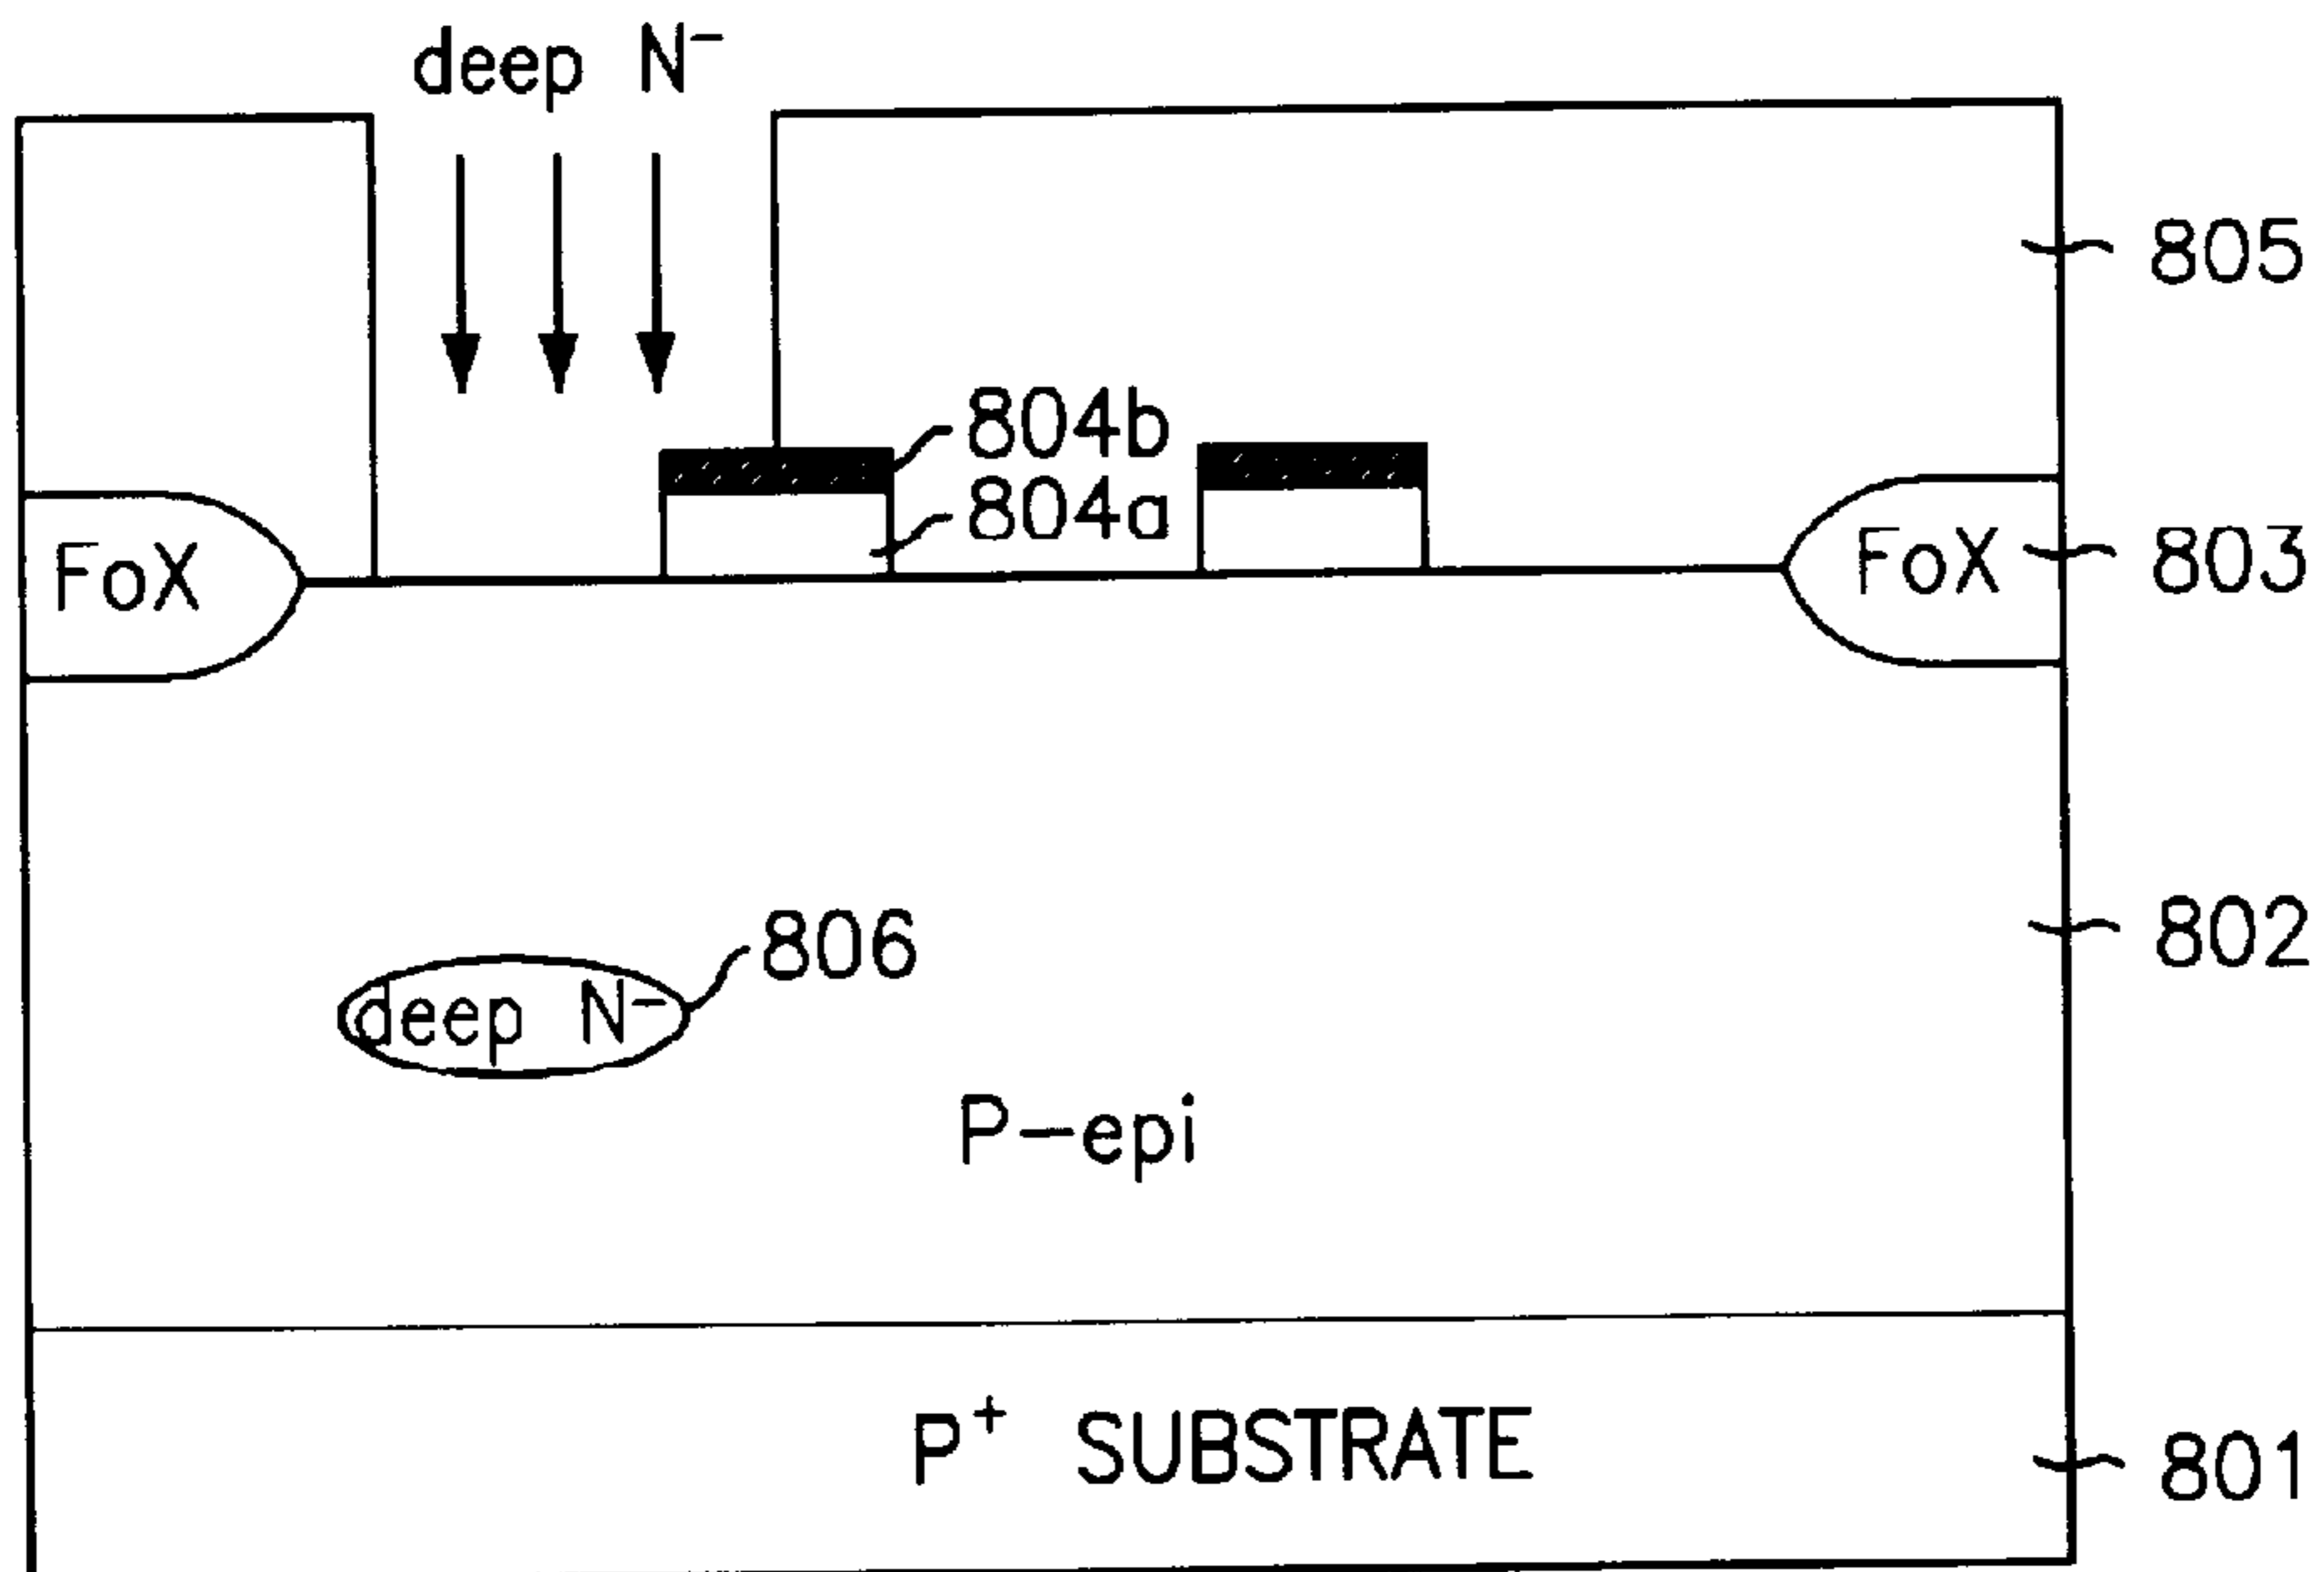 deep N⁻
805
804b
804a
FoX
FoX
803
802
806
deep N⁻
P-epi
P⁺ SUBSTRATE
801